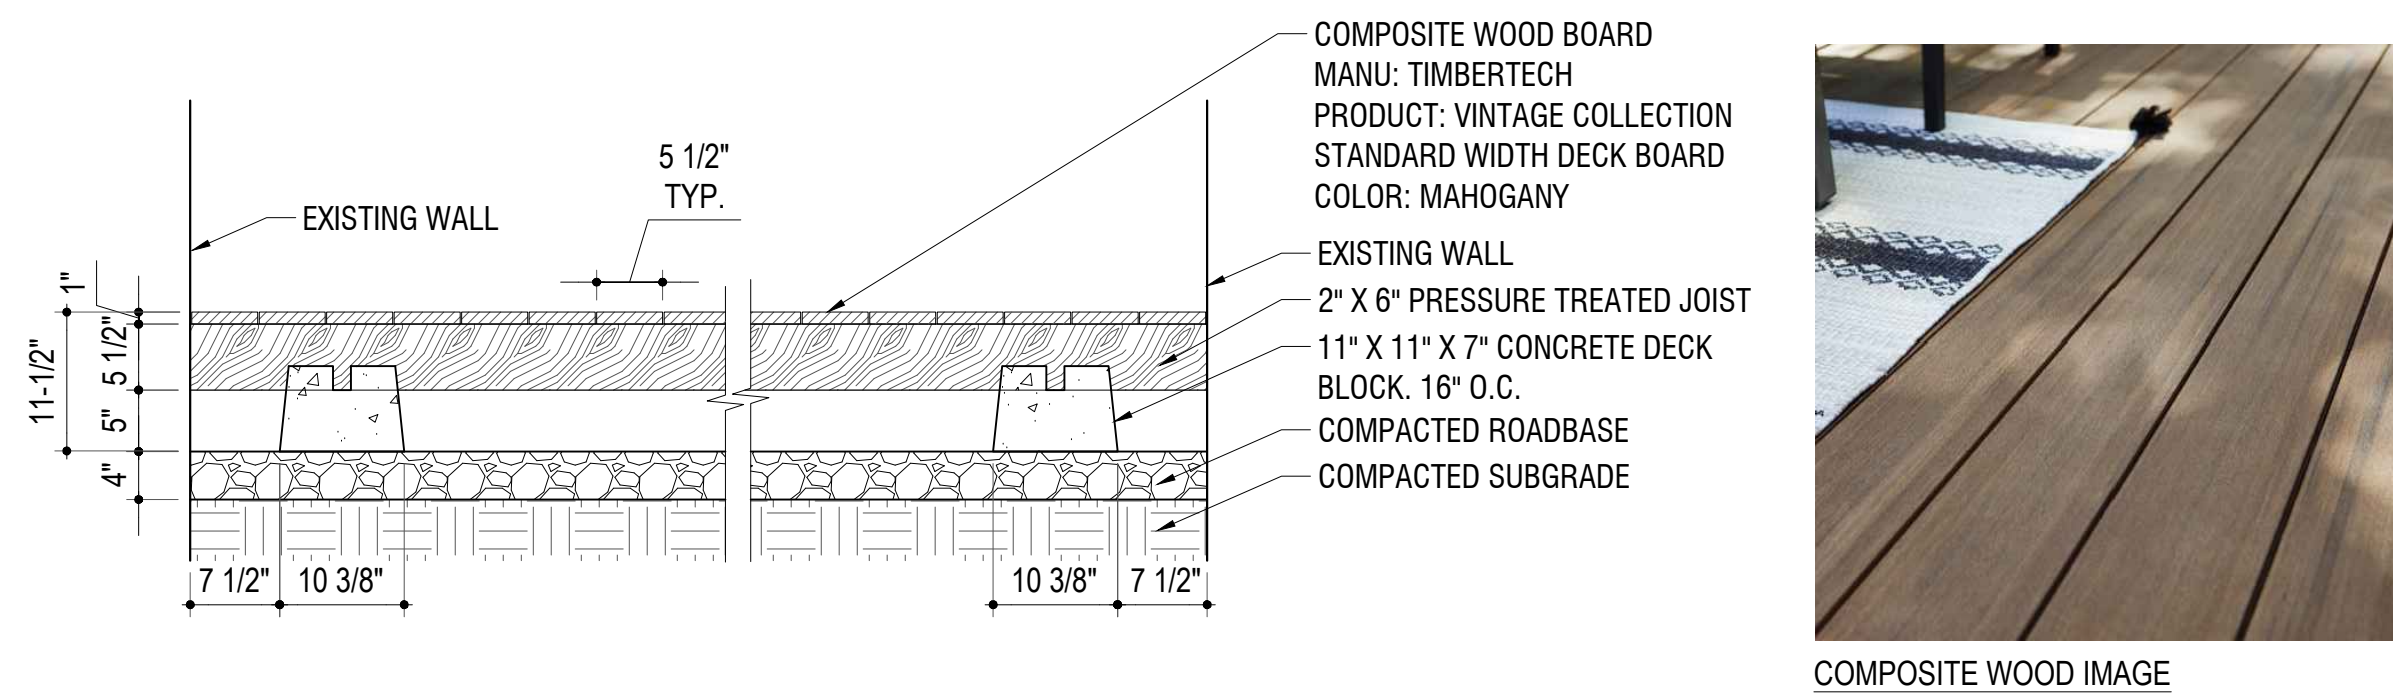 COMPOSITE WOOD BOARD
MANU: TIMBERTECH
PRODUCT: VINTAGE COLLECTION
STANDARD WIDTH DECK BOARD
COLOR: MAHOGANY
5 1/2"
TYP.
EXISTING WALL
EXISTING WALL
2" X 6" PRESSURE TREATED JOIST
11" X 11" X 7" CONCRETE DECK
BLOCK. 16" O.C.
COMPACTED ROADBASE
COMPACTED SUBGRADE
1"
5 1/2"
11-1/2"
5"
4"
7 1/2"
10 3/8"
10 3/8"
7 1/2"
COMPOSITE WOOD IMAGE